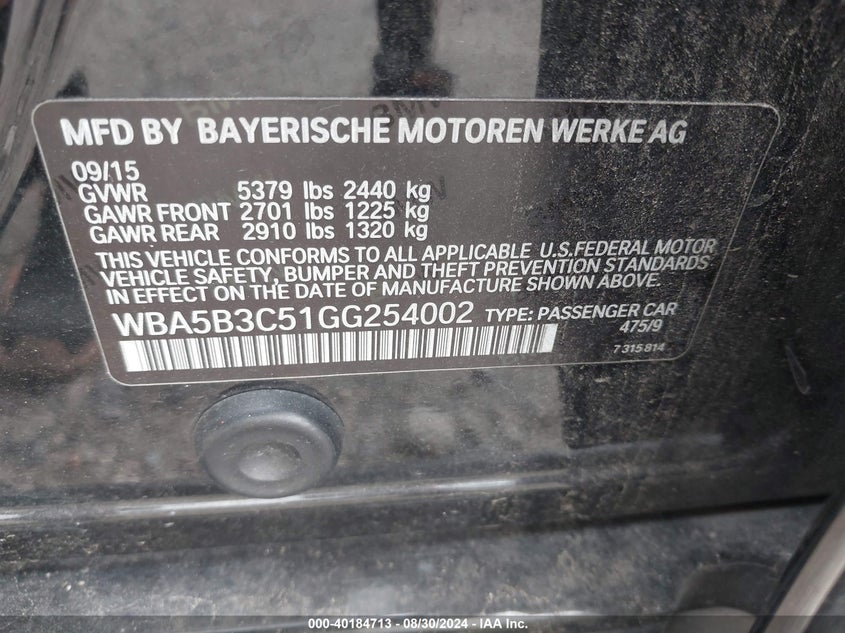 MFD BY BAYERISCHE MOTOREN WERKE AG
09/15
GVWR 5379 lbs 2440 kg
GAWR FRONT 2701 lbs 1225 kg
GAWR REAR 2910 lbs 1320 kg
THIS VEHICLE CONFORMS TO ALL APPLICABLE U.S.FEDERAL MOTOR
VEHICLE SAFETY, BUMPER AND THEFT PREVENTION STANDARDS
IN EFFECT ON THE DATE OF MANUFACTURE SHOWN ABOVE.
WBA5B3C51GG254002 TYPE: PASSENGER CAR
475/9
7 315 814
000-40184713 - 08/30/2024 - IAA Inc.